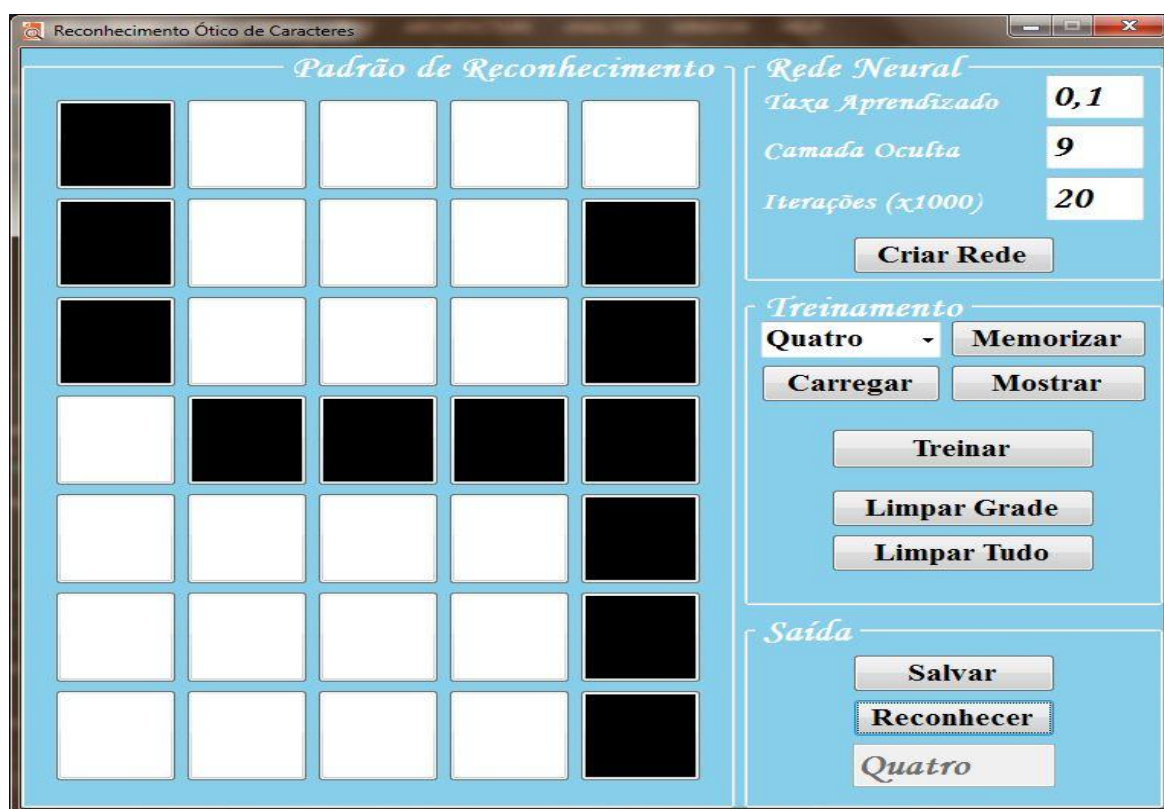 Reconhecimento Ótico de Caracteres
Padrão de Reconhecimento
Rede Neural
Taxa Aprendizado 0,1
Camada Oculta 9
Iterações (x1000) 20
Criar Rede
Treinamento
Quatro Memorizar
Carregar Mostrar
Treinar
Limpar Grade
Limpar Tudo
Saída
Salvar
Reconhecer
Quatro